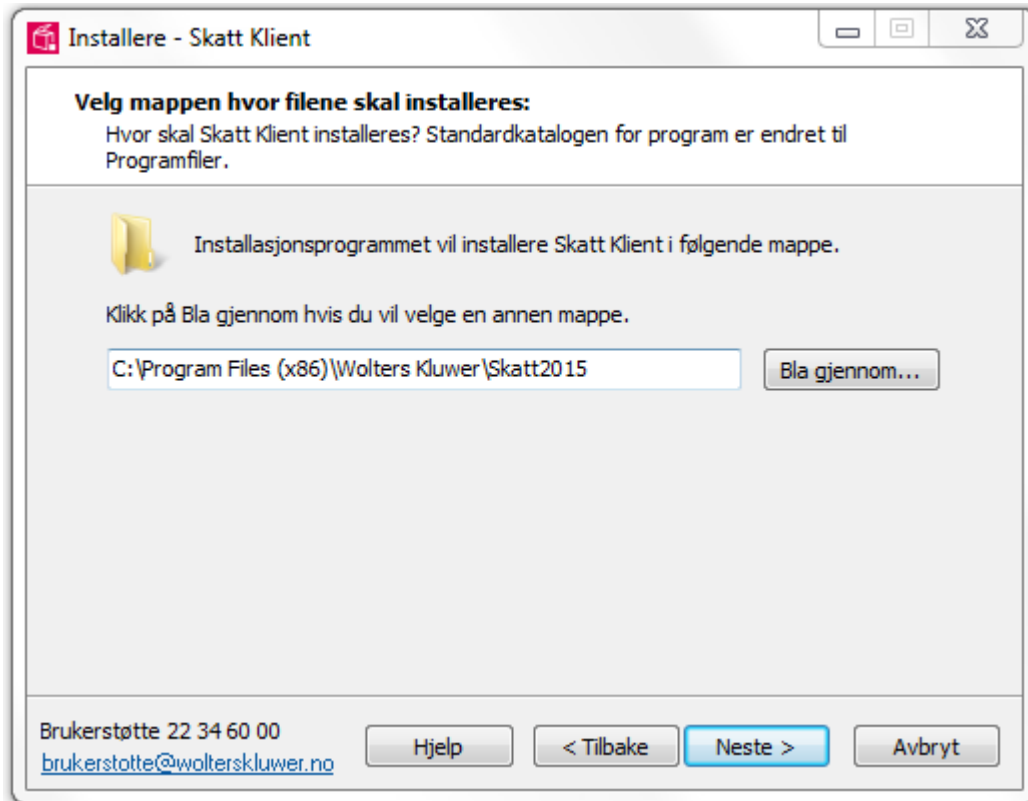 Installere - Skatt Klient
Velg mappen hvor filene skal installeres:
Hvor skal Skatt Klient installeres? Standardkatalogen for program er endret til
Programfiler.
Installasjonsprogrammet vil installere Skatt Klient i følgende mappe.
Klikk på Bla gjennom hvis du vil velge en annen mappe.
C:\Program Files (x86)\Wolters Kluwer\Skatt2015
Bla gjennom...
Brukerstøtte 22 34 60 00
brukerstotte@wolterskluwer.no
Hjelp
< Tilbake
Neste >
Avbryt